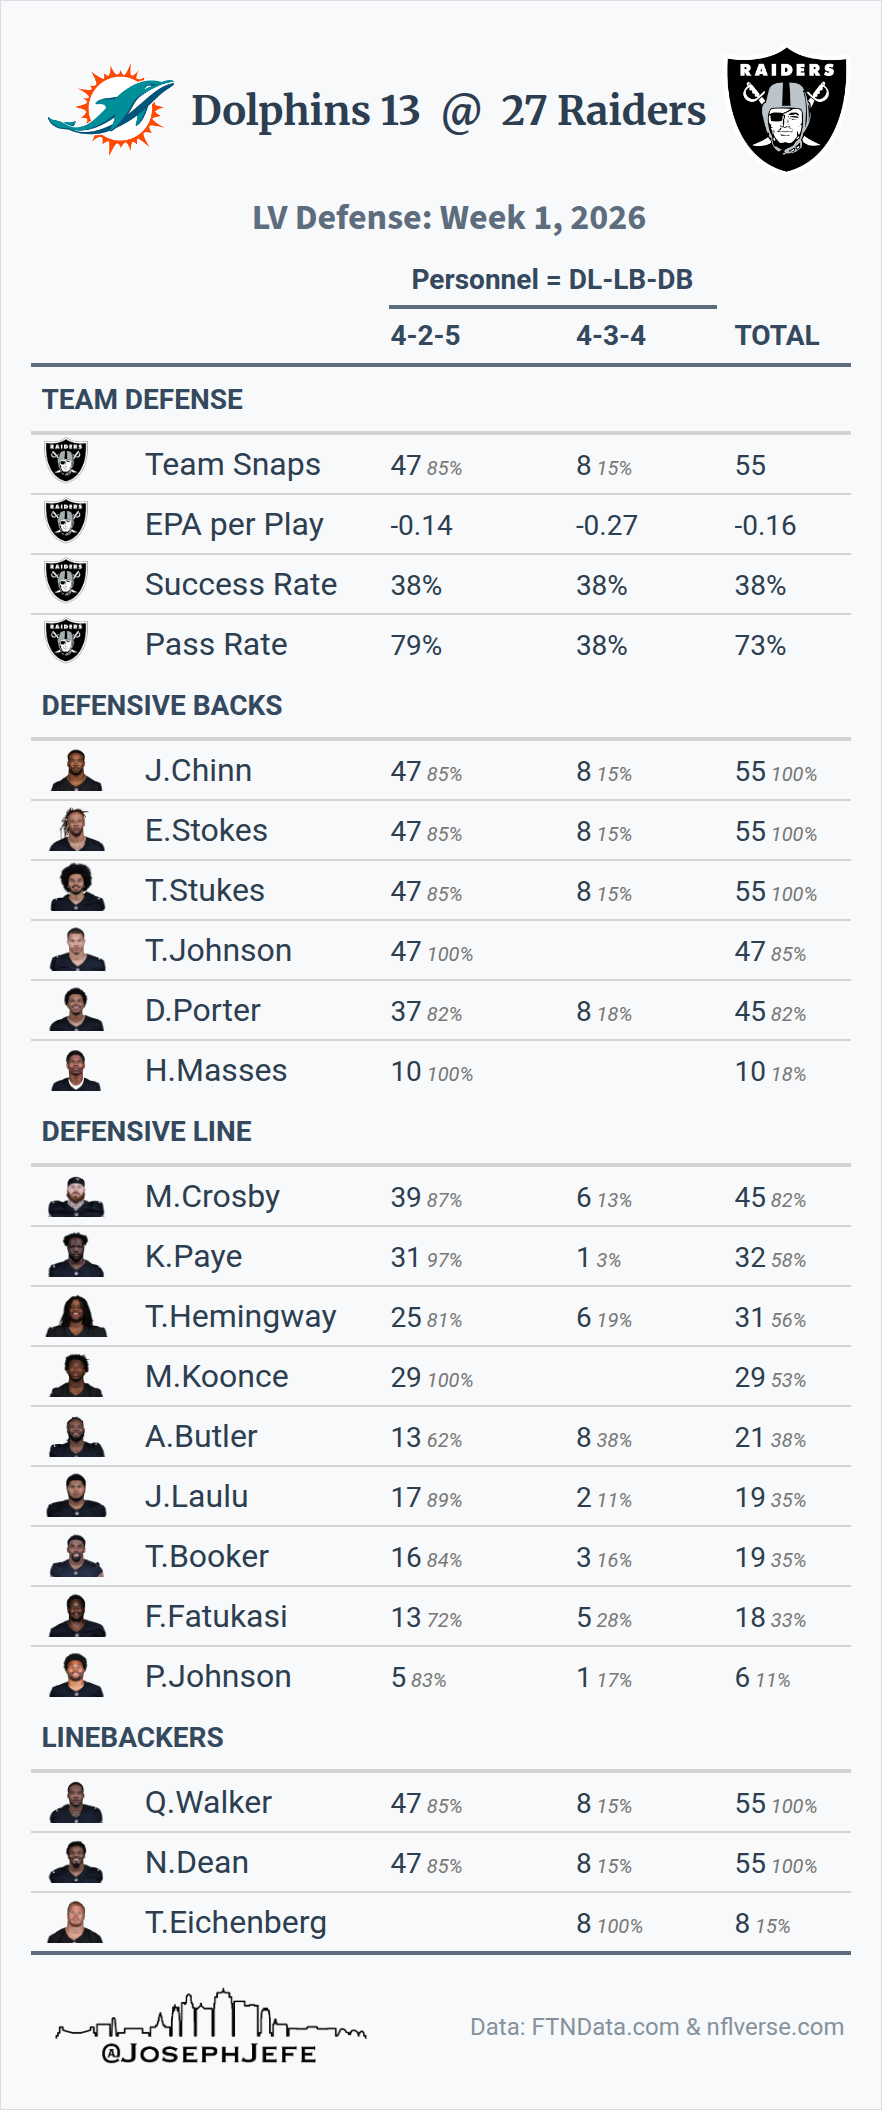 RAIDERS
Dolphins 13 @ 27 Raiders
LV Defense: Week 1, 2026
Personnel = DL-LB-DB
4-2-5 4-3-4 TOTAL
TEAM DEFENSE
Team Snaps 47 85% 8 15% 55
EPA per Play -0.14 -0.27 -0.16
Success Rate 38% 38% 38%
Pass Rate 79% 38% 73%
DEFENSIVE BACKS
J.Chinn 47 85% 8 15% 55 100%
E.Stokes 47 85% 8 15% 55 100%
T.Stukes 47 85% 8 15% 55 100%
T.Johnson 47 100% 47 85%
D.Porter 37 82% 8 18% 45 82%
H.Masses 10 100% 10 18%
DEFENSIVE LINE
M.Crosby 39 87% 6 13% 45 82%
K.Paye 31 97% 1 3% 32 58%
T.Hemingway 25 81% 6 19% 31 56%
M.Koonce 29 100% 29 53%
A.Butler 13 62% 8 38% 21 38%
J.Laulu 17 89% 2 11% 19 35%
T.Booker 16 84% 3 16% 19 35%
F.Fatukasi 13 72% 5 28% 18 33%
P.Johnson 5 83% 1 17% 6 11%
LINEBACKERS
Q.Walker 47 85% 8 15% 55 100%
N.Dean 47 85% 8 15% 55 100%
T.Eichenberg 8 100% 8 15%
@JOSEPHJEFE
Data: FTNData.com & nflverse.com